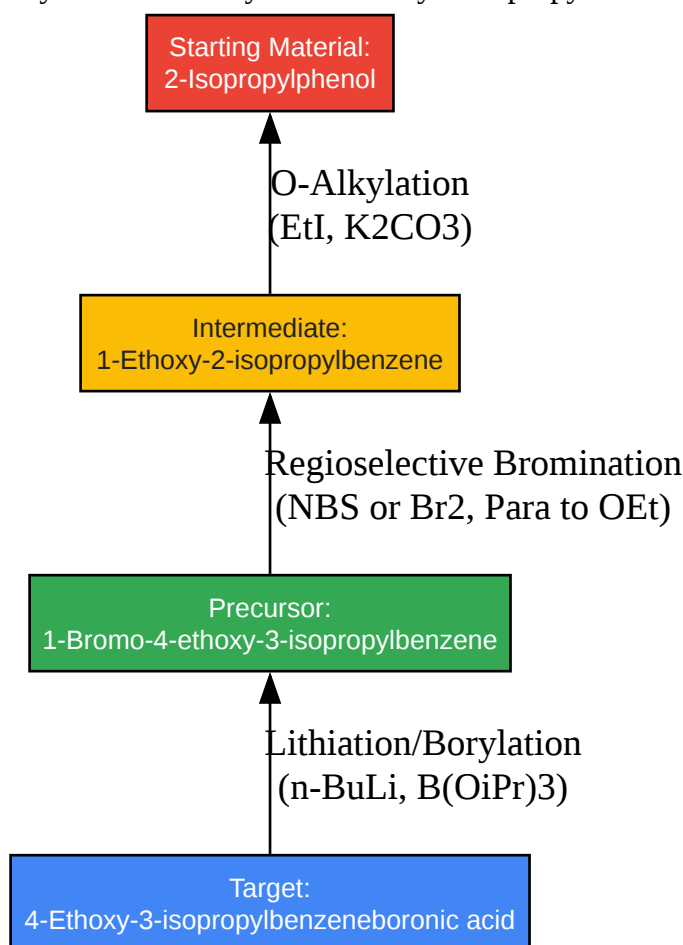 Starting Material:
2-Isopropylphenol
O-Alkylation
(EtI, K2CO3)
Intermediate:
1-Ethoxy-2-isopropylbenzene
Regioselective Bromination
(NBS or Br2, Para to OEt)
Precursor:
1-Bromo-4-ethoxy-3-isopropylbenzene
Lithiation/Borylation
(n-BuLi, B(OiPr)3)
Target:
4-Ethoxy-3-isopropylbenzeneboronic acid